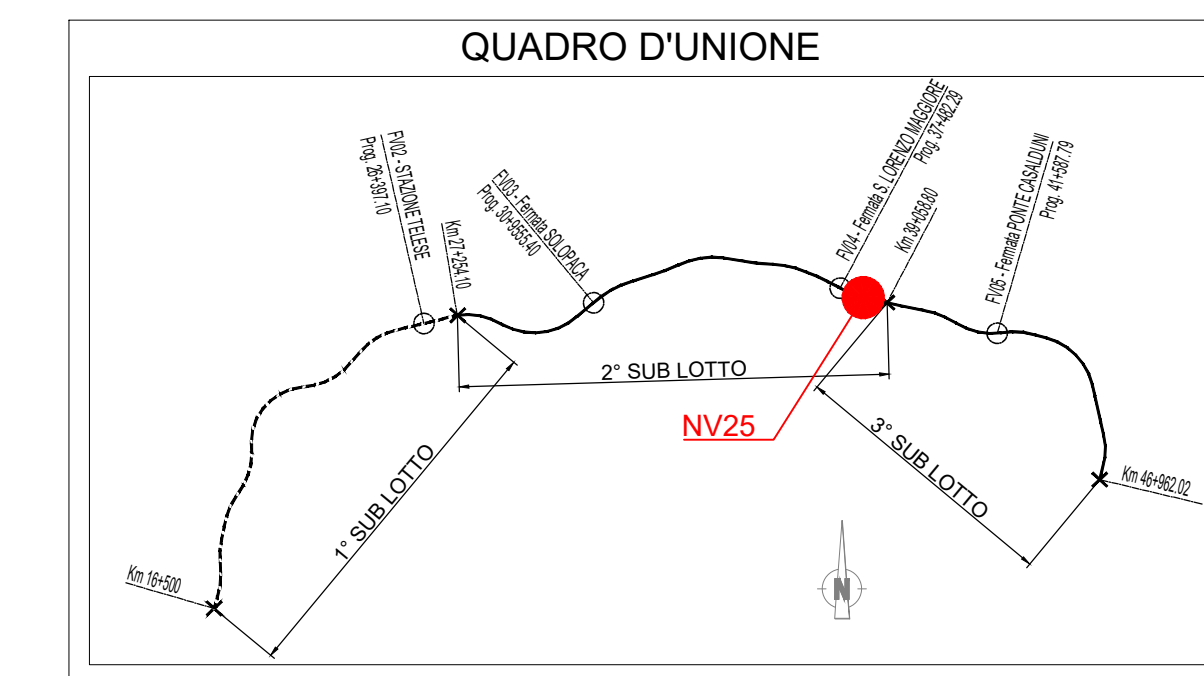 QUADRO D'UNIONE
FV02 - STAZIONE TELESE
Prog. 26+397.10
Km 27+254.10
FV03 - Fermata SOLOPACA
Prog. 30+9555.40
FV04 - Fermata S. LORENZO MAGGIORE
Prog. 37+482.29
Km 39+058.80
FV05 - Fermata PONTE CASALDUNI
Prog. 41+587.79
2° SUB LOTTO
NV25
1° SUB LOTTO
3° SUB LOTTO
Km 46+962.02
Km 16+500
N